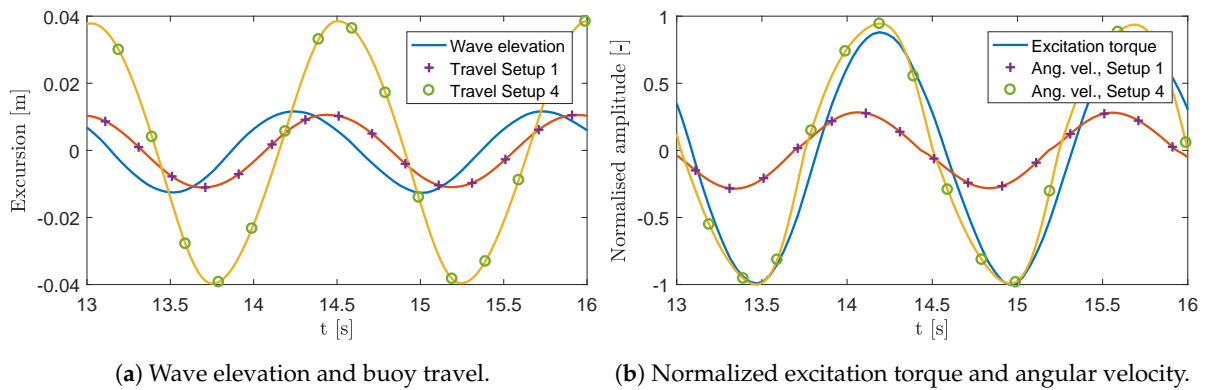 0.04
0.02
0
-0.02
-0.04
Excursion [m]
13
13.5
14
14.5
15
15.5
16
t [s]
Wave elevation
Travel Setup 1
Travel Setup 4
(a) Wave elevation and buoy travel.
1
0.5
0
-0.5
-1
Normalised amplitude [-]
13
13.5
14
14.5
15
15.5
16
t [s]
Excitation torque
Ang. vel., Setup 1
Ang. vel., Setup 4
(b) Normalized excitation torque and angular velocity.